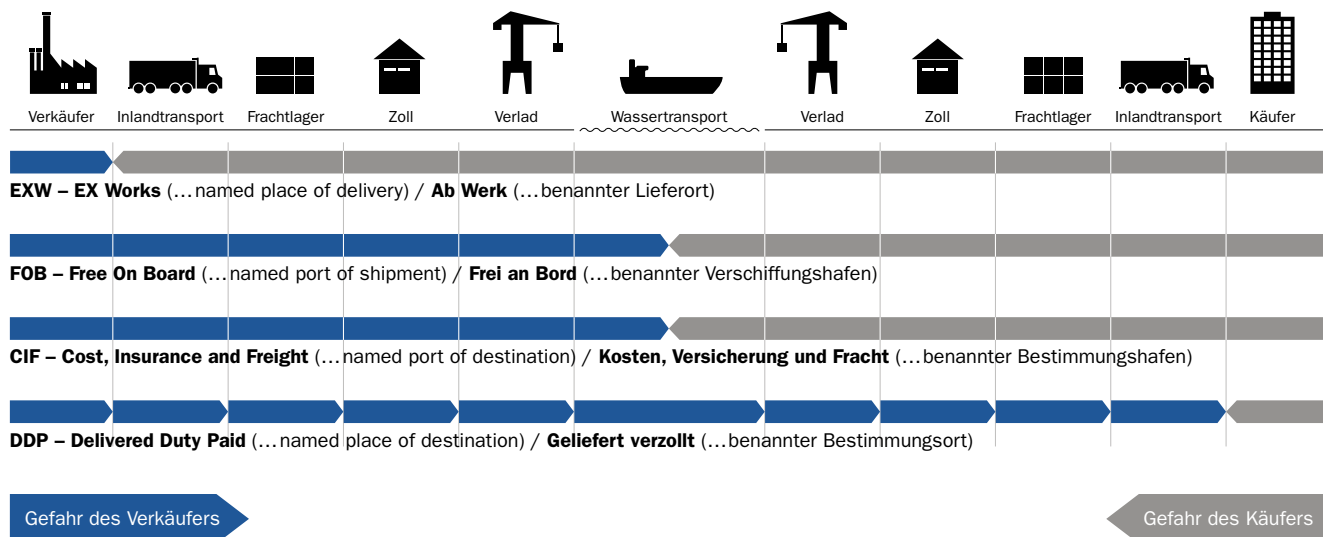 Verkäufer Inlandtransport Frachtlager Zoll Verlad Wassertransport Verlad Zoll Frachtlager Inlandtransport Käufer
EXW – EX Works (...named place of delivery) / Ab Werk (...benannter Lieferort)
FOB – Free On Board (...named port of shipment) / Frei an Bord (...benannter Verschiffungshafen)
CIF – Cost, Insurance and Freight (...named port of destination) / Kosten, Versicherung und Fracht (...benannter Bestimmungshafen)
DDP – Delivered Duty Paid (...named place of destination) / Geliefert verzollt (...benannter Bestimmungsort)
Gefahr des Verkäufers Gefahr des Käufers